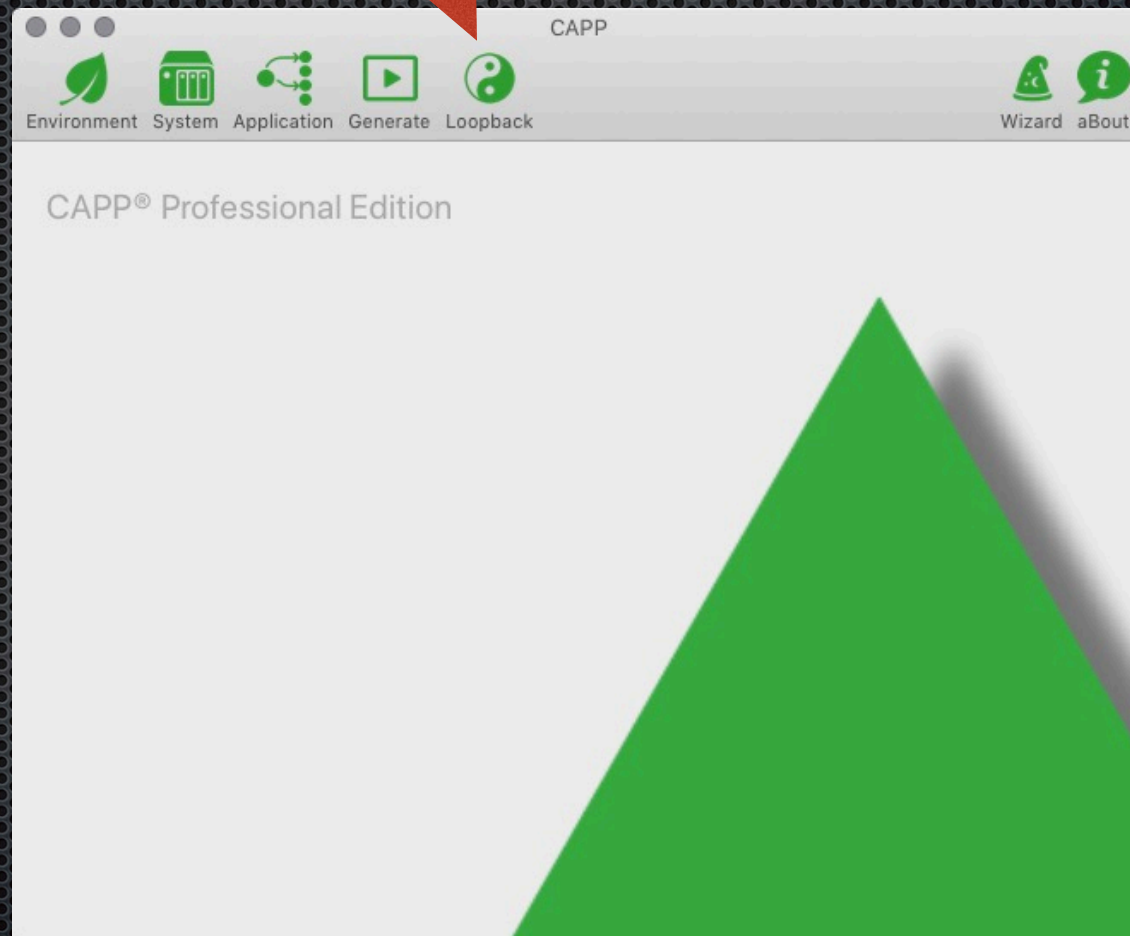 CAPP
Environment System Application Generate Loopback Wizard aBout
CAPP® Professional Edition